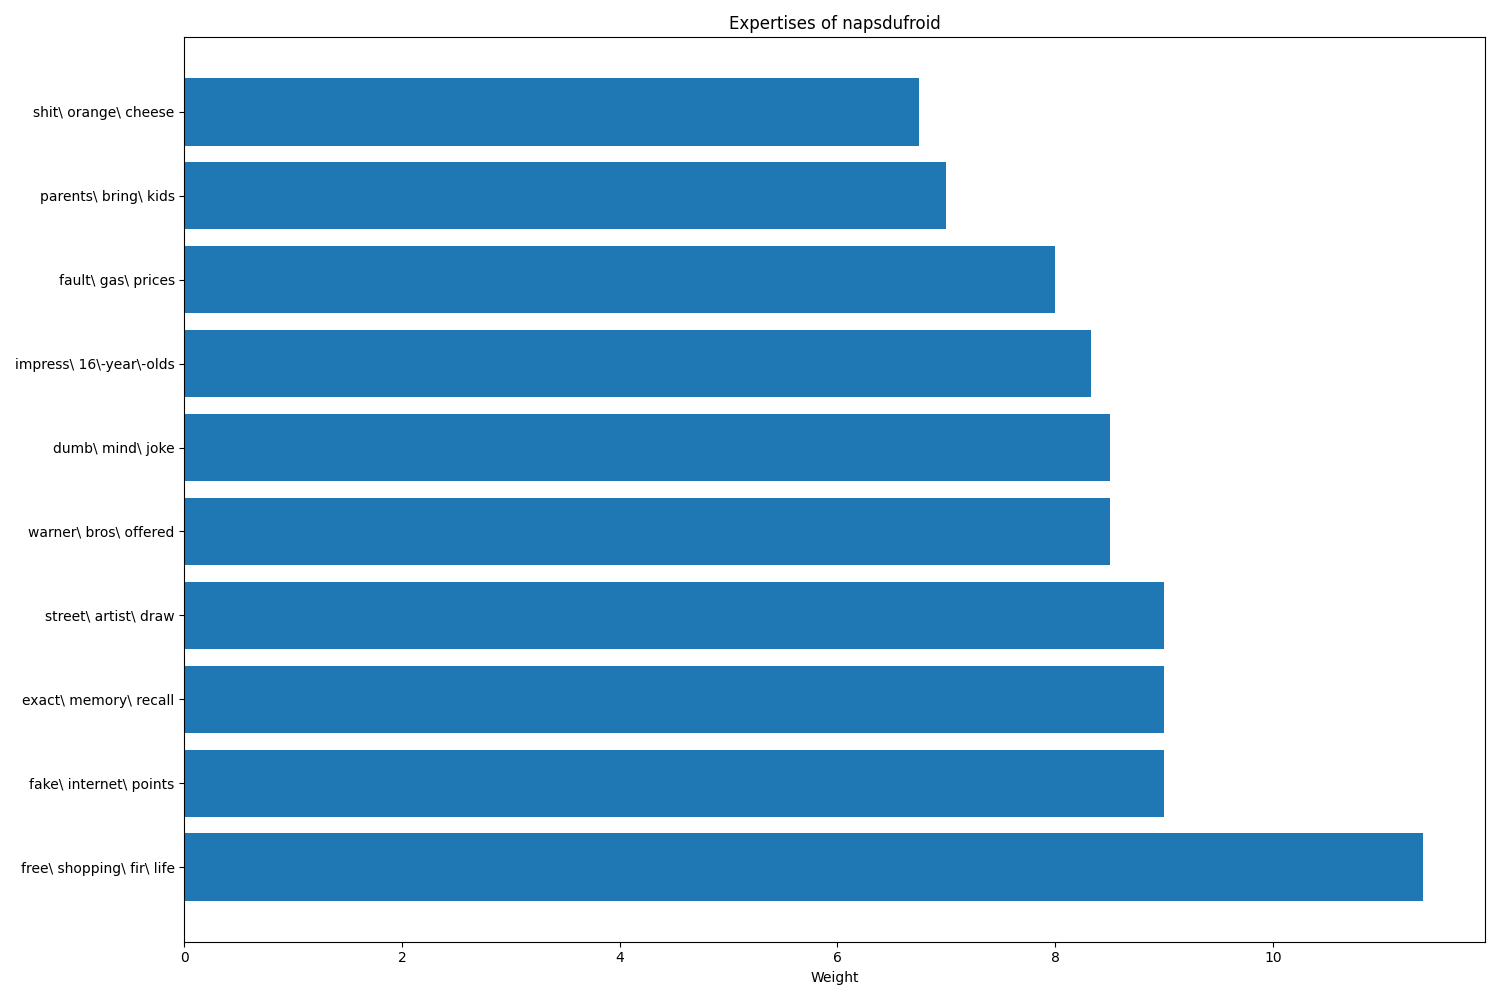 Expertises of napsdufroid
shit\ orange\ cheese
parents\ bring\ kids
fault\ gas\ prices
impress\ 16\-year\-olds
dumb\ mind\ joke
warner\ bros\ offered
street\ artist\ draw
exact\ memory\ recall
fake\ internet\ points
free\ shopping\ fir\ life
0 2 4 6 8 10
Weight